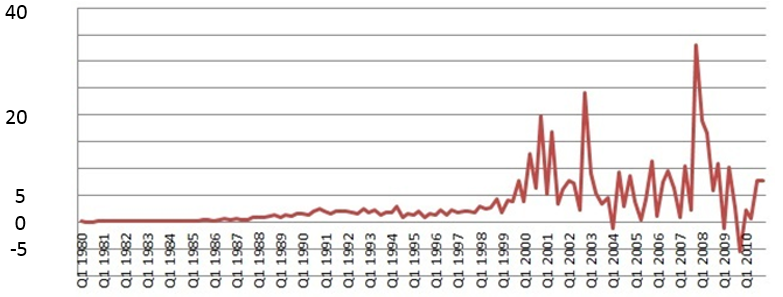 40
20
5
0
-5
Q1 1980
Q1 1981
Q1 1982
Q1 1983
Q1 1984
Q1 1985
Q1 1986
Q1 1987
Q1 1988
Q1 1989
Q1 1990
Q1 1991
Q1 1992
Q1 1993
Q1 1994
Q1 1995
Q1 1996
Q1 1997
Q1 1998
Q1 1999
Q1 2000
Q1 2001
Q1 2002
Q1 2003
Q1 2004
Q1 2005
Q1 2006
Q1 2007
Q1 2008
Q1 2009
Q1 2010